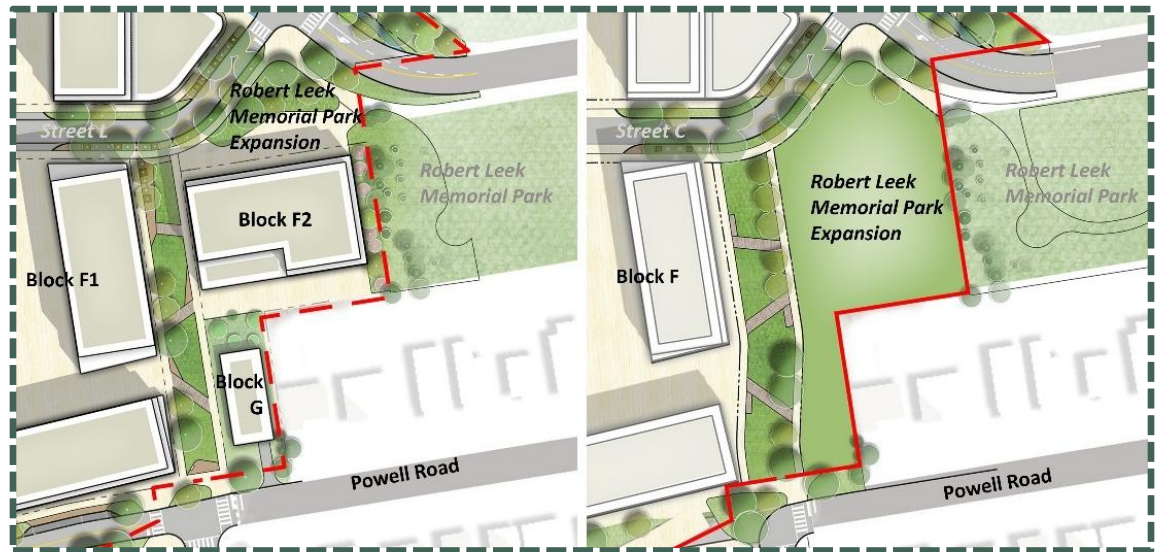 Robert Leek
Memorial Park
Expansion
Street L
Robert Leek
Memorial Park
Block F2
Block F1
Block
G
Powell Road
Street C
Robert Leek
Memorial Park
Expansion
Robert Leek
Memorial Park
Block F
Powell Road